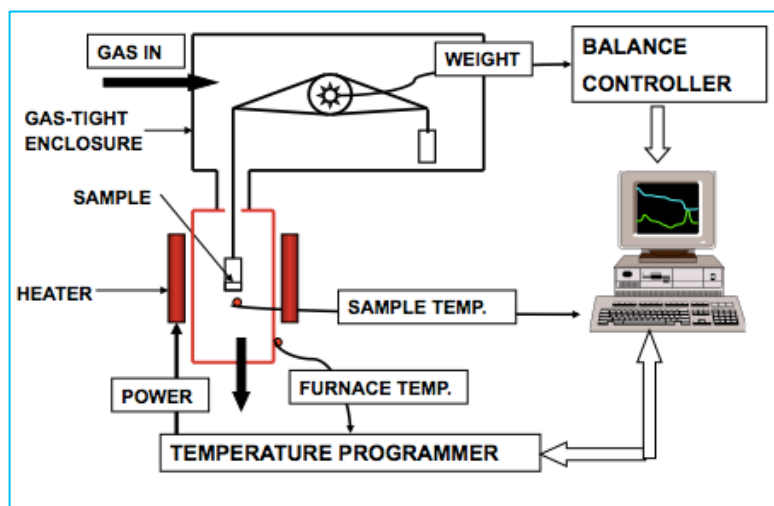 GAS IN
WEIGHT
BALANCE
CONTROLLER
GAS-TIGHT
ENCLOSURE
SAMPLE
HEATER
SAMPLE TEMP.
POWER
FURNACE TEMP.
TEMPERATURE PROGRAMMER